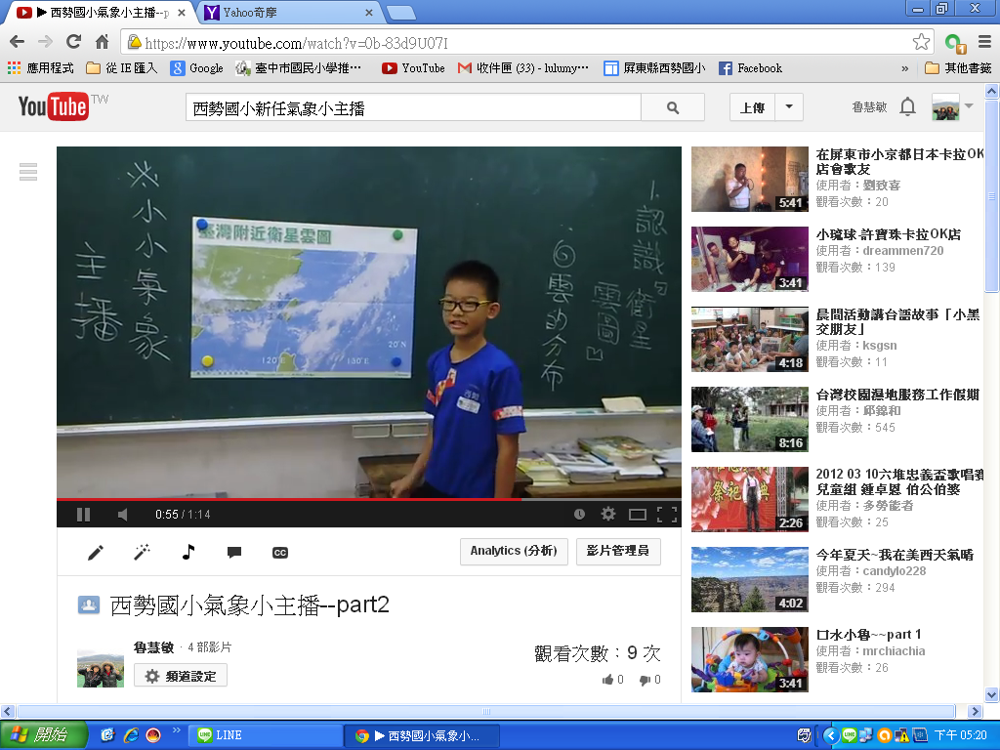 ▶ 西勢國小氣象小主播--p
Yahoo奇摩
https://www.youtube.com/watch?v=0b-83d9U07I
應用程式
從 IE 匯入
Google
臺中市國民小學推…
YouTube
收件匣 (33) - lulumy…
屏東縣西勢國小
Facebook
»
其他書籤
YouTube TW
西勢國小新任氣象小主播
上傳
魯慧敏
小小氣象
主播
臺灣附近衛星雲圖
120°E
130°E
20°N
1.認識「衛星
雲圖」
⑥雲的分布
西勢
0:55 / 1:14
CC
Analytics (分析)
影片管理員
西勢國小氣象小主播--part2
魯慧敏 · 4 部影片
頻道設定
觀看次數：9 次
0
0
5:41
在屏東市小京都日本卡拉OK
店會歌友
使用者：劉致喜
觀看次數：20
3:41
小琉球-許寶珠卡拉OK店
使用者：dreammen720
觀看次數：139
4:18
晨間活動講台語故事「小黑
交朋友」
使用者：ksgsn
觀看次數：11
8:16
台灣校園濕地服務工作假期
使用者：邱錦和
觀看次數：545
2:26
2012 03 10六堆忠義盃歌唱賽
兒童組 鍾卓恩 伯公伯婆
使用者：多勞能者
觀看次數：25
4:02
今年夏天~我在美西天氣晴
使用者：candylo228
觀看次數：294
3:41
口水小魯~~part 1
使用者：mrchiachia
觀看次數：26
開始
»
LINE
▶ 西勢國小氣象小...
下午 05:20